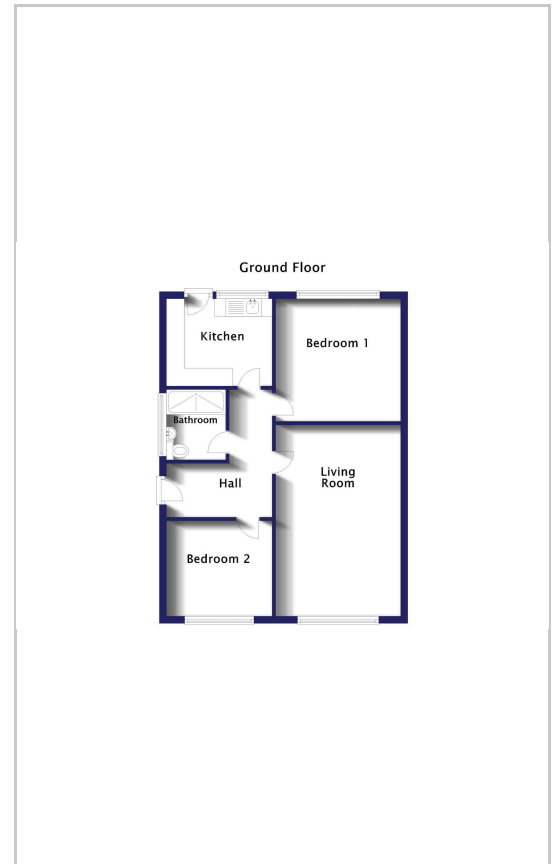 Ground Floor
Kitchen
Bedroom 1
Bathroom
Living
Room
Hall
Bedroom 2